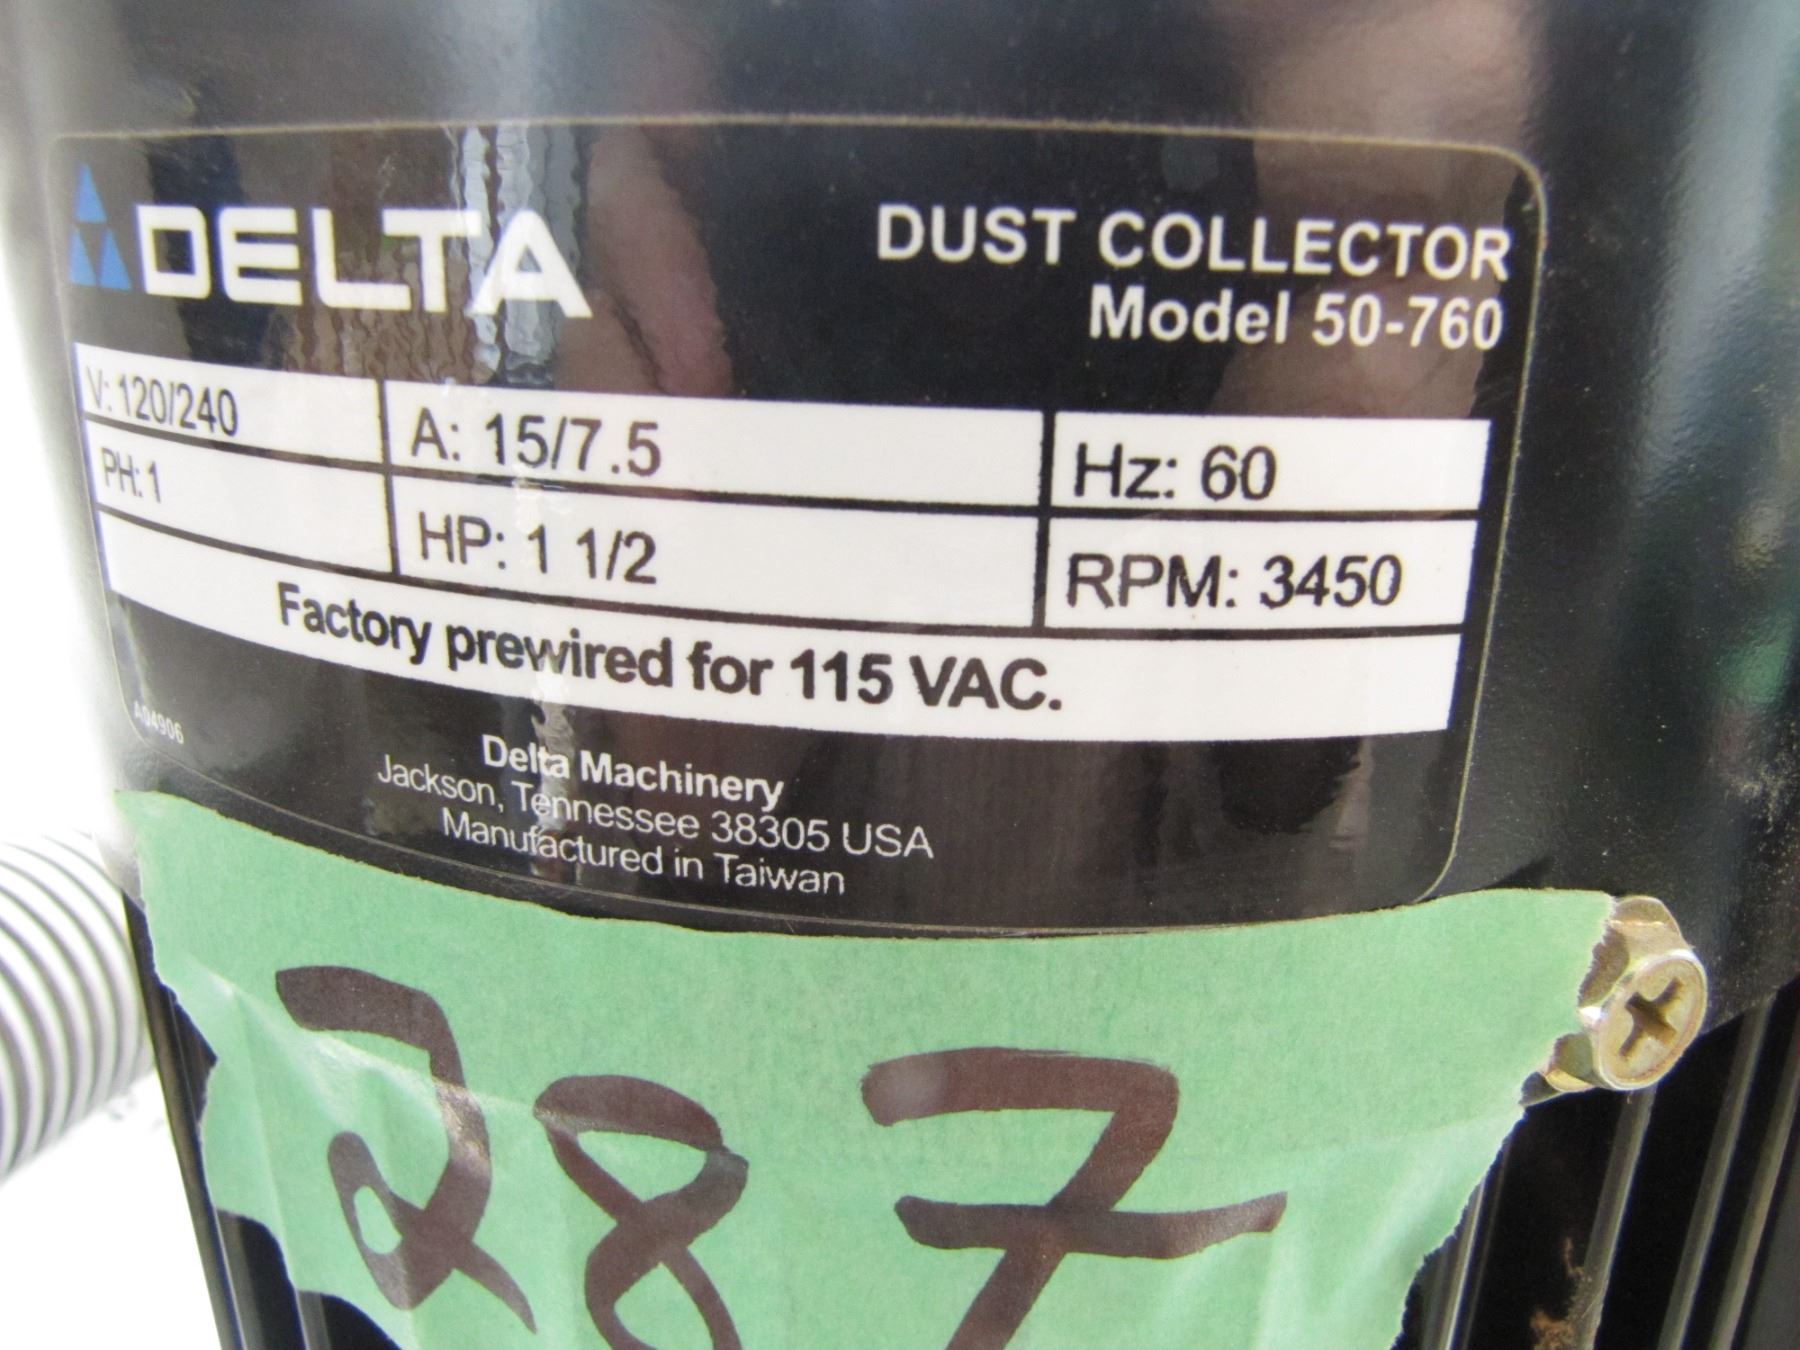 DELTA
DUST COLLECTOR
Model 50-760
V: 120/240
A: 15/7.5
Hz: 60
PH: 1
HP: 1 1/2
RPM: 3450
Factory prewired for 115 VAC.
A04906
Delta Machinery
Jackson, Tennessee 38305 USA
Manufactured in Taiwan
287